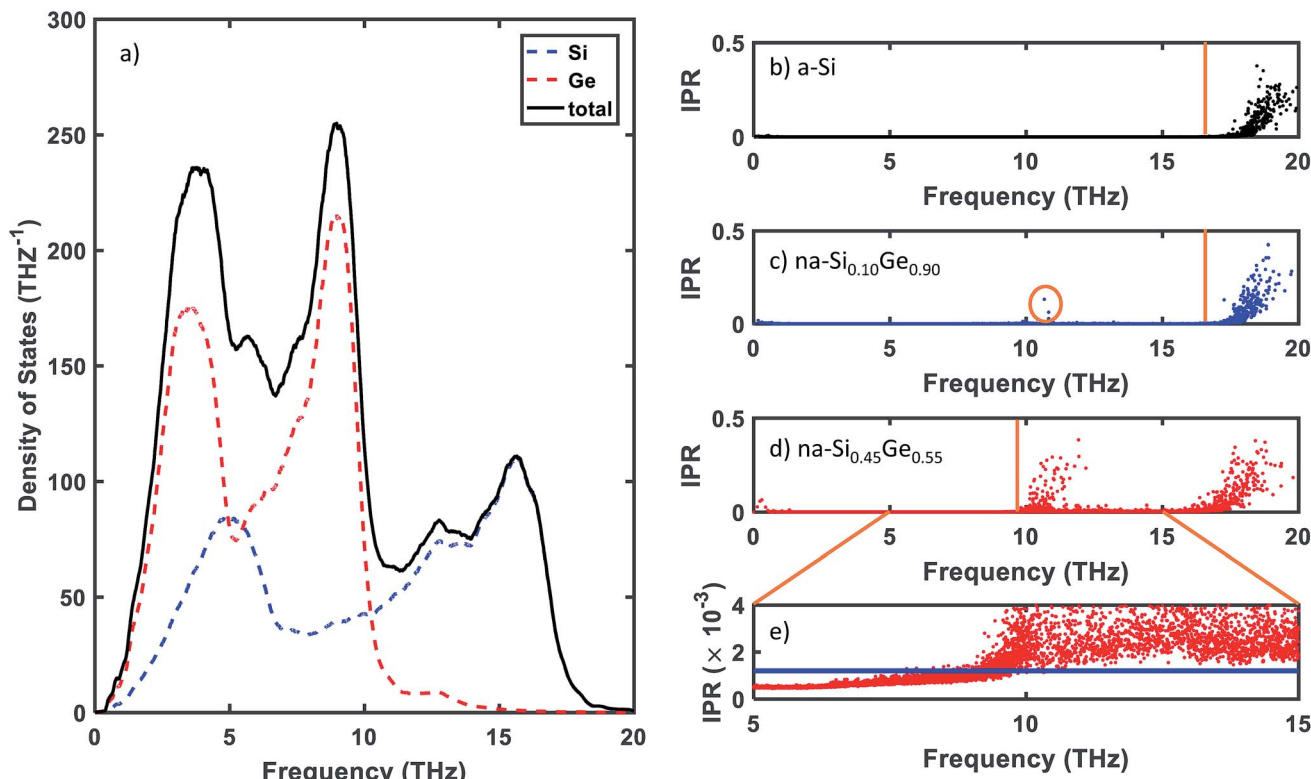 a)
Si
Ge
total
300
250
200
150
100
50
0
Density of States (THZ⁻¹)
0 5 10 15 20
Frequency (THz)
b) a-Si
0.5
0
IPR
0 5 10 15 20
Frequency (THz)
c) na-Si₀.₁₀Ge₀.₉₀
0.5
0
IPR
0 5 10 15 20
Frequency (THz)
d) na-Si₀.₄₅Ge₀.₅₅
0.5
0
IPR
0 5 10 15 20
Frequency (THz)
e)
4
2
0
IPR (× 10⁻³)
5 10 15
Frequency (THz)